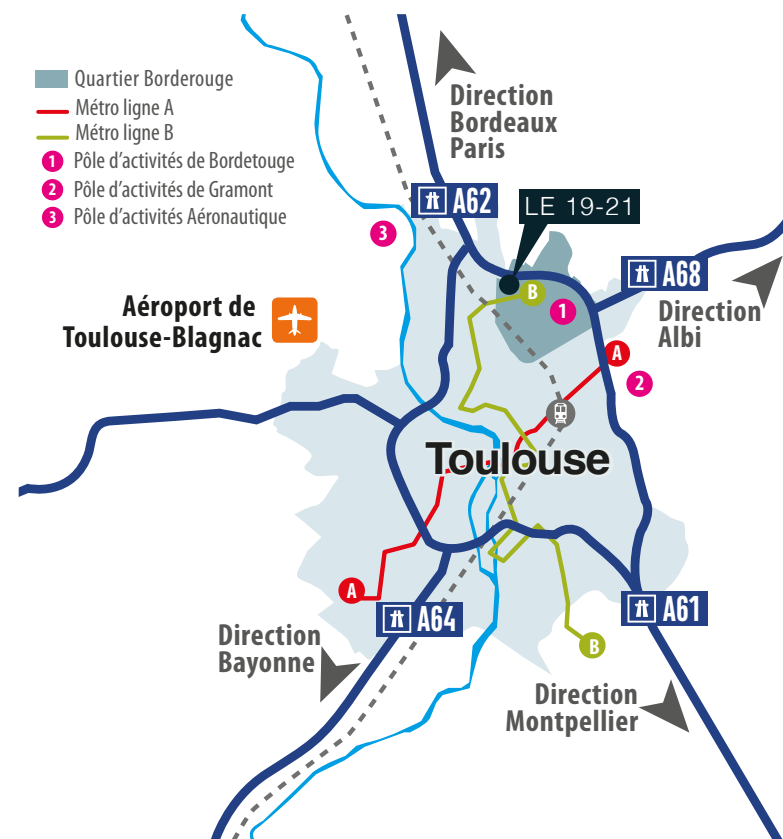 Quartier Borderouge
Métro ligne A
Métro ligne B
1 Pôle d'activités de Bordetouge
2 Pôle d'activités de Gramont
3 Pôle d'activités Aéronautique
Direction
Bordeaux
Paris
A62
LE 19-21
3
A68
Direction
Albi
B
1
Aéroport de
Toulouse-Blagnac
A
2
Toulouse
A
A64
A61
Direction
Bayonne
B
Direction
Montpellier